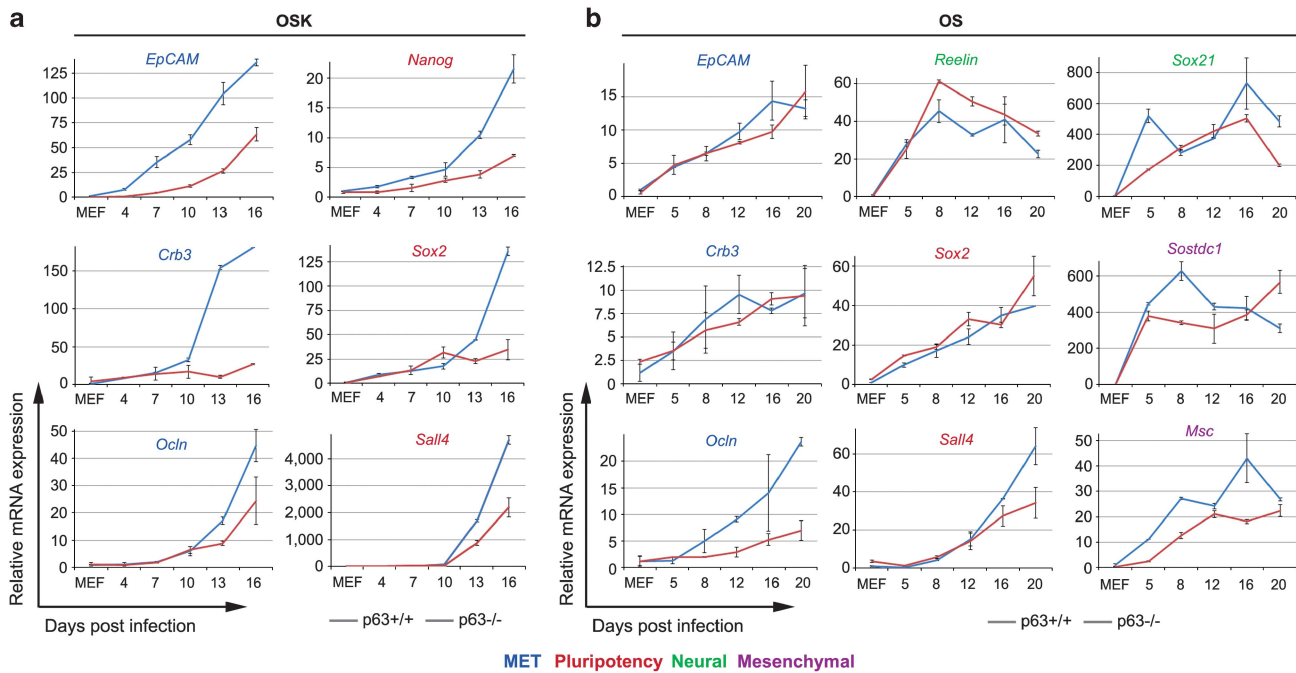 a
OSK
EpCAM
125
100
75
50
25
0
MEF 4 7 10 13 16
Nanog
20
15
10
5
0
MEF 4 7 10 13 16
Crb3
150
100
50
0
MEF 4 7 10 13 16
Sox2
125
100
75
50
25
0
MEF 4 7 10 13 16
Ocln
50
40
30
20
10
0
MEF 4 7 10 13 16
Sall4
4,000
3,000
2,000
1,000
0
MEF 4 7 10 13 16
Relative mRNA expression
Days post infection
p63+/+ p63-/-
b
OS
EpCAM
15
10
5
0
MEF 5 8 12 16 20
Reelin
60
40
20
0
MEF 5 8 12 16 20
Sox21
800
600
400
200
0
MEF 5 8 12 16 20
Crb3
12.5
10
7.5
5
2.5
0
MEF 5 8 12 16 20
Sox2
60
40
20
0
MEF 5 8 12 16 20
Sostdc1
600
400
200
0
MEF 5 8 12 16 20
Ocln
20
15
10
5
0
MEF 5 8 12 16 20
Sall4
60
40
20
0
MEF 5 8 12 16 20
Msc
50
40
30
20
10
0
MEF 5 8 12 16 20
Relative mRNA expression
Days post infection
p63+/+ p63-/-
MET Pluripotency Neural Mesenchymal